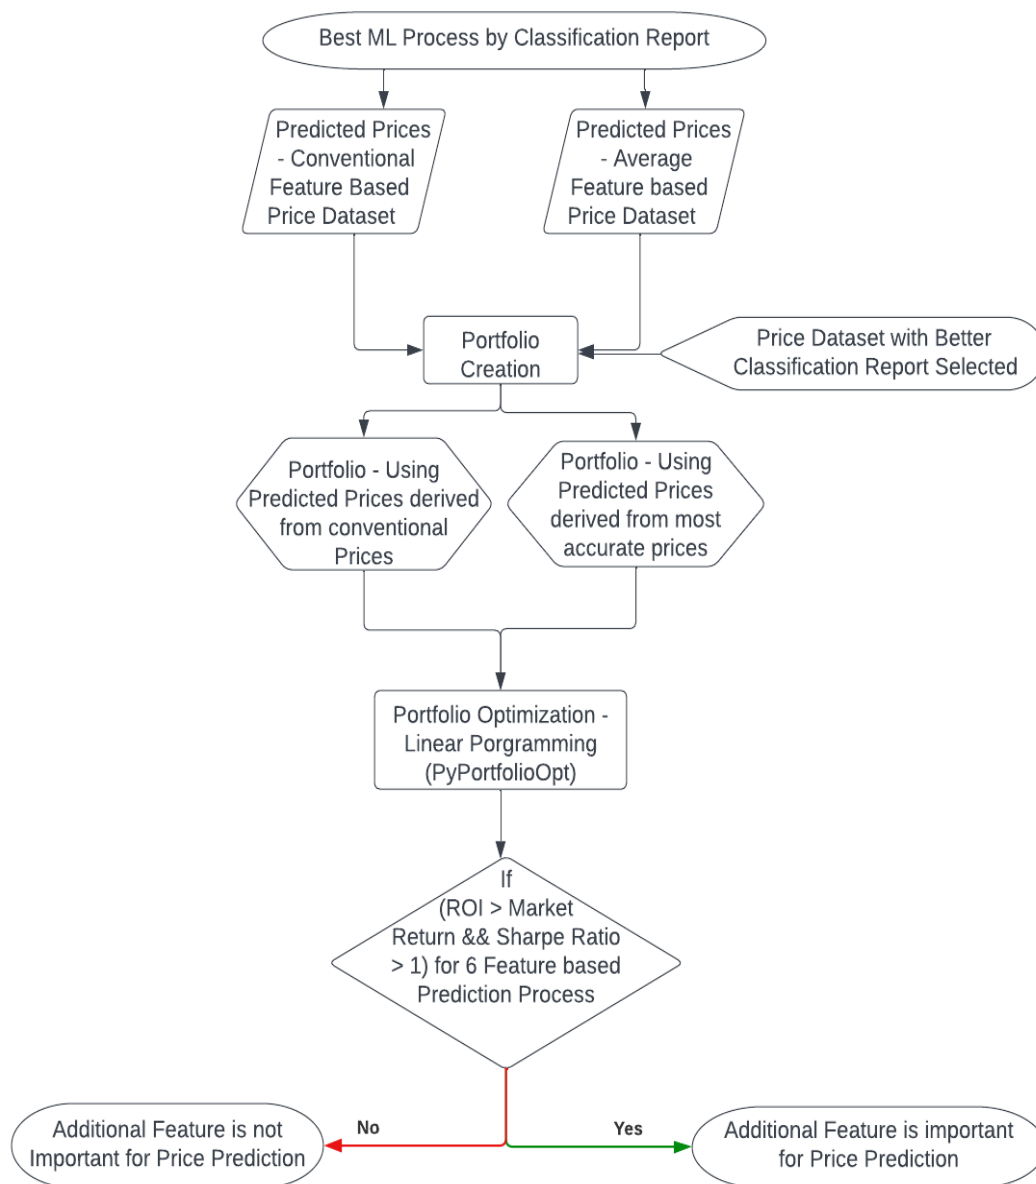 Best ML Process by Classification Report
Predicted Prices
- Conventional
Feature Based
Price Dataset
Predicted Prices
- Average
Feature based
Price Dataset
Portfolio
Creation
Price Dataset with Better
Classification Report Selected
Portfolio - Using
Predicted Prices derived
from conventional
Prices
Portfolio - Using
Predicted Prices
derived from most
accurate prices
Portfolio Optimization -
Linear Porgramming
(PyPortfolioOpt)
If
(ROI > Market
Return && Sharpe Ratio
> 1) for 6 Feature based
Prediction Process
No
Yes
Additional Feature is not
Important for Price Prediction
Additional Feature is important
for Price Prediction